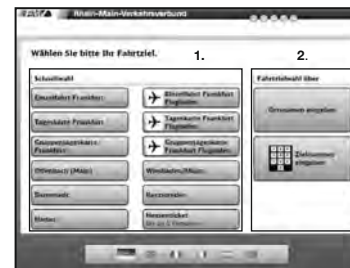 Rhein-Main-Verkehrsverbund
Wählen Sie bitte Ihr Fahrtziel.
1.
2.
Schnellwahl
Fahrtzielwahl über
Einzelfahrt Frankfurt
Einzelfahrt Frankfurt
Flughafen
Tageskarte Frankfurt
Tageskarte Frankfurt
Flughafen
Gruppentageskarte
Frankfurt
Gruppentageskarte
Frankfurt Flughafen
Offenbach (Main)
Wiesbaden/Mainz
Darmstadt
Hanau
Hessenticket
Ortsnamen eingeben
Zielnummer
eingeben